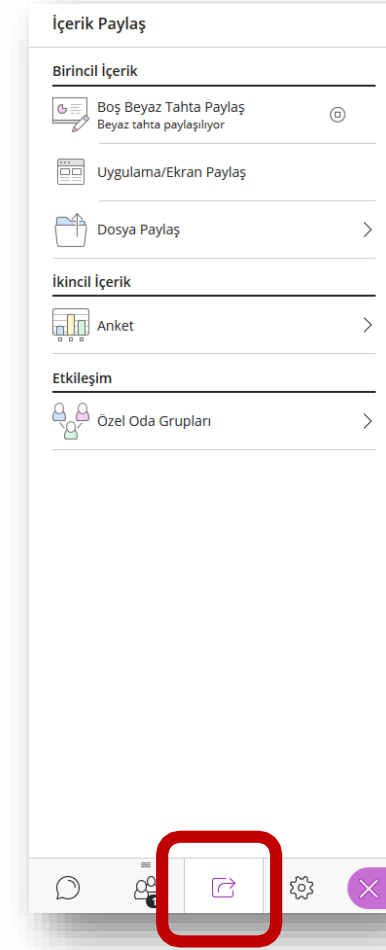 İçerik Paylaş
Birincil İçerik
Boş Beyaz Tahta Paylaş
Beyaz tahta paylaşılıyor
Uygulama/Ekran Paylaş
Dosya Paylaş
İkincil İçerik
Anket
Etkileşim
Özel Oda Grupları